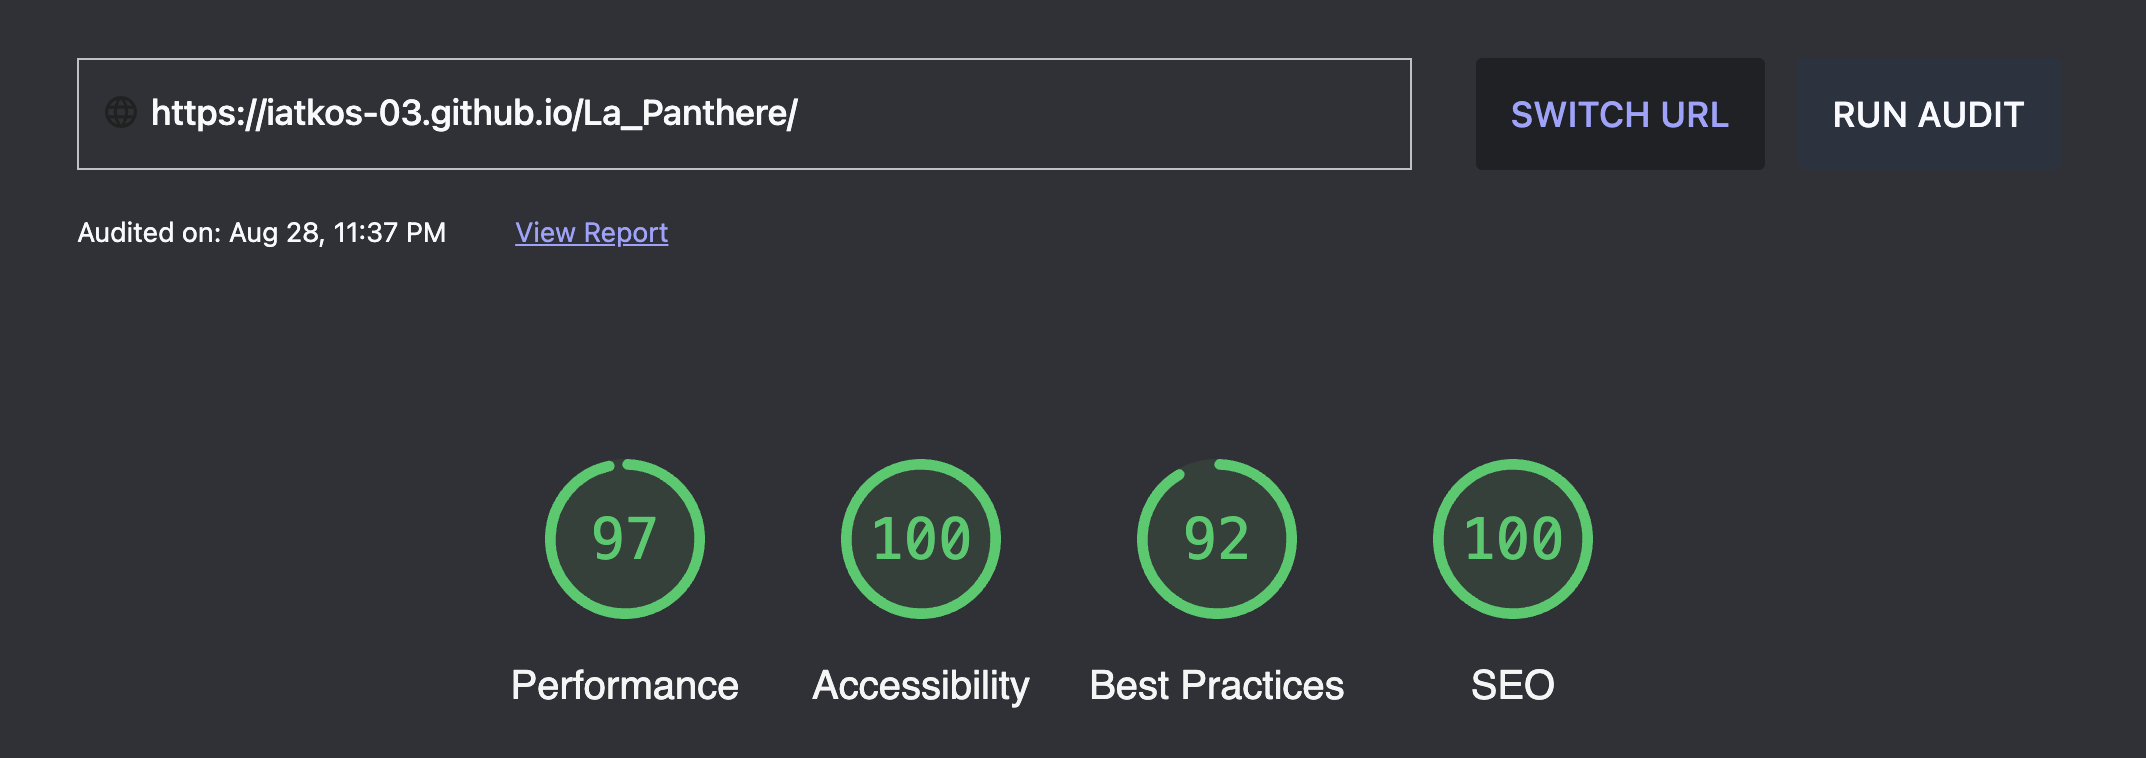 https://iatkos-03.github.io/La_Panthere/
SWITCH URL
RUN AUDIT
Audited on: Aug 28, 11:37 PM
View Report
97
100
92
100
Performance
Accessibility
Best Practices
SEO